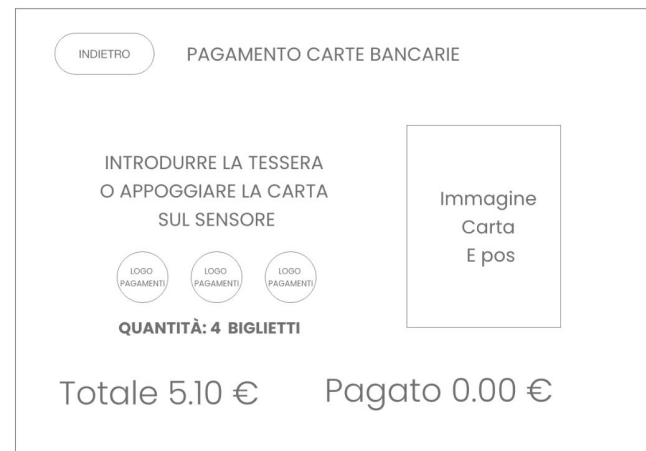 INDIETRO
PAGAMENTO CARTE BANCARIE
INTRODURRE LA TESSERA
O APPOGGIARE LA CARTA
SUL SENSORE
Immagine
Carta
E pos
LOGO
PAGAMENTI
LOGO
PAGAMENTI
LOGO
PAGAMENTI
QUANTITÀ: 4 BIGLIETTI
Totale 5.10 €
Pagato 0.00 €